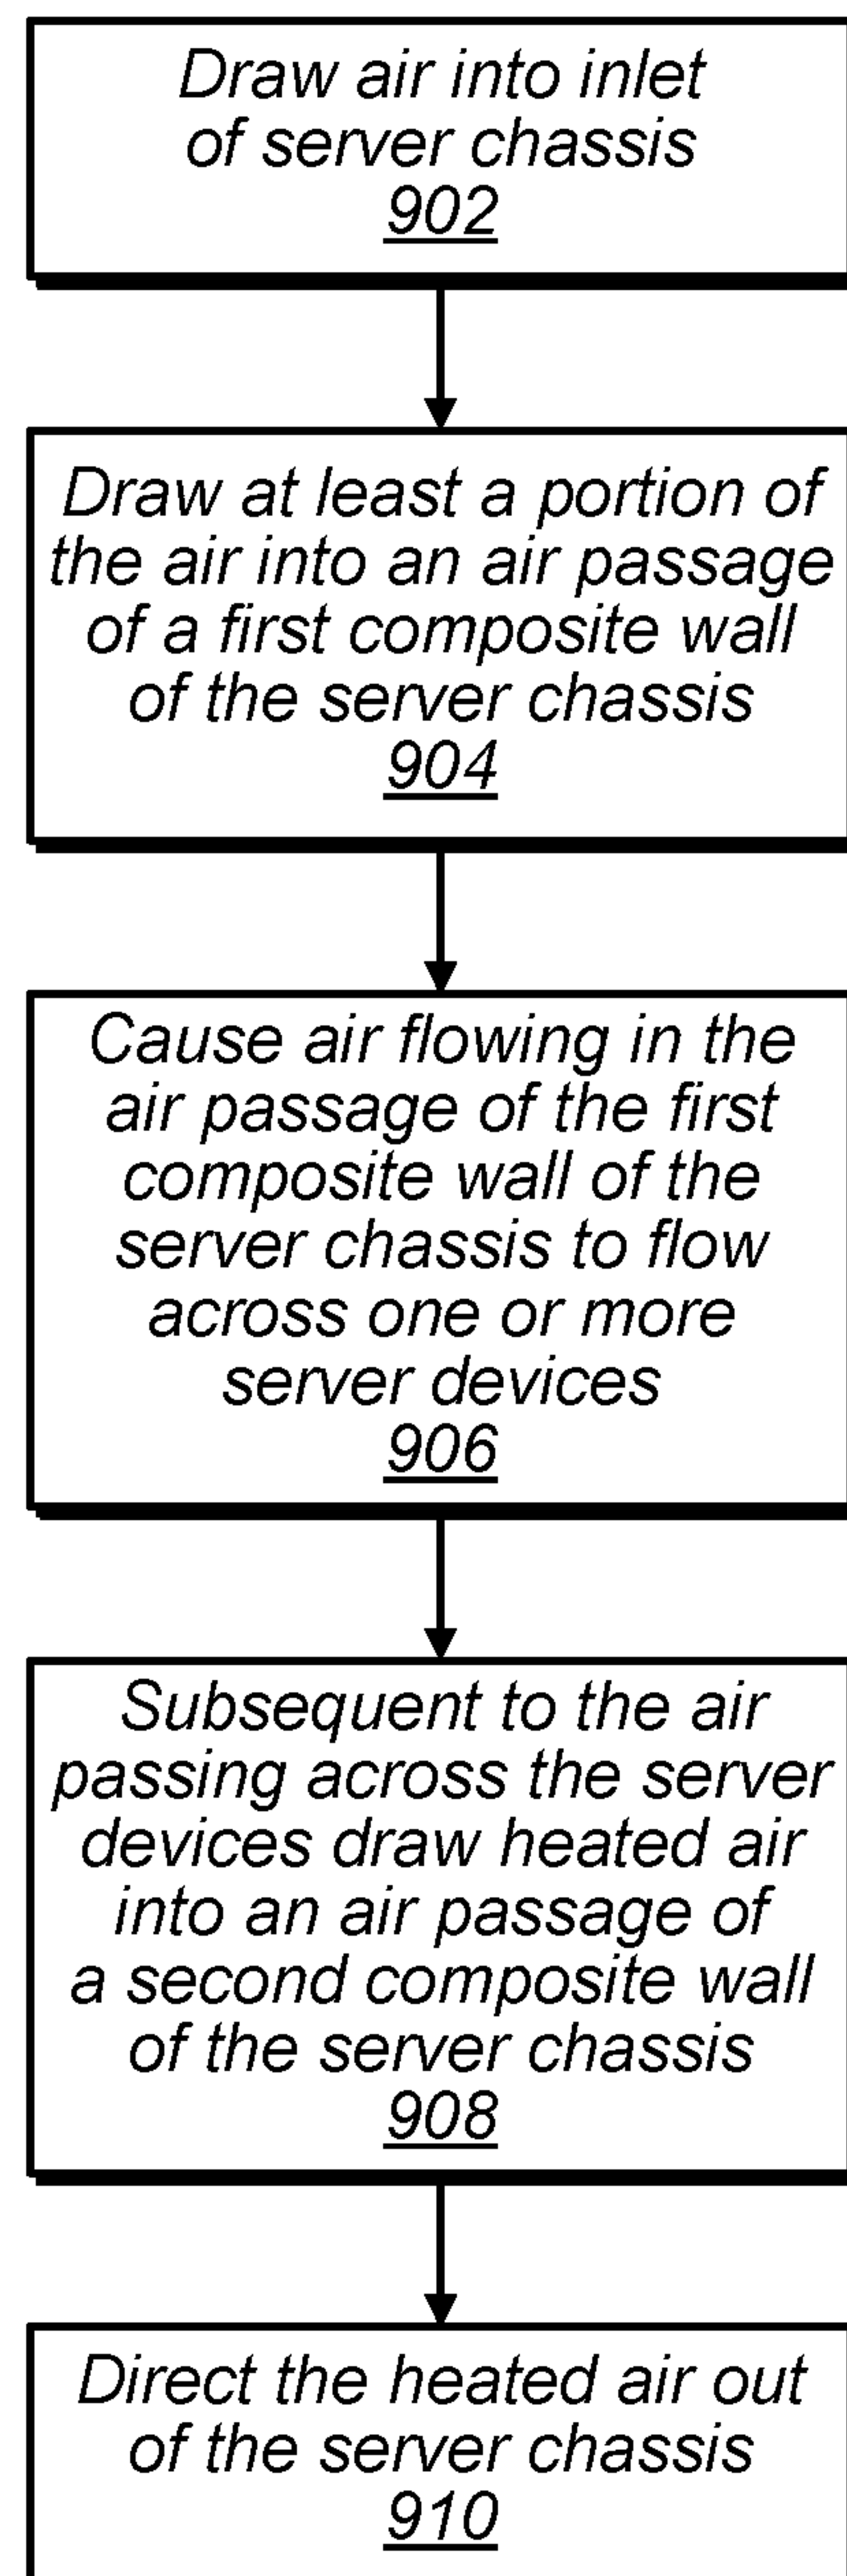 Draw air into inlet
of server chassis
902
Draw at least a portion of
the air into an air passage
of a first composite wall
of the server chassis
904
Cause air flowing in the
air passage of the first
composite wall of the
server chassis to flow
across one or more
server devices
906
Subsequent to the air
passing across the server
devices draw heated air
into an air passage of
a second composite wall
of the server chassis
908
Direct the heated air out
of the server chassis
910